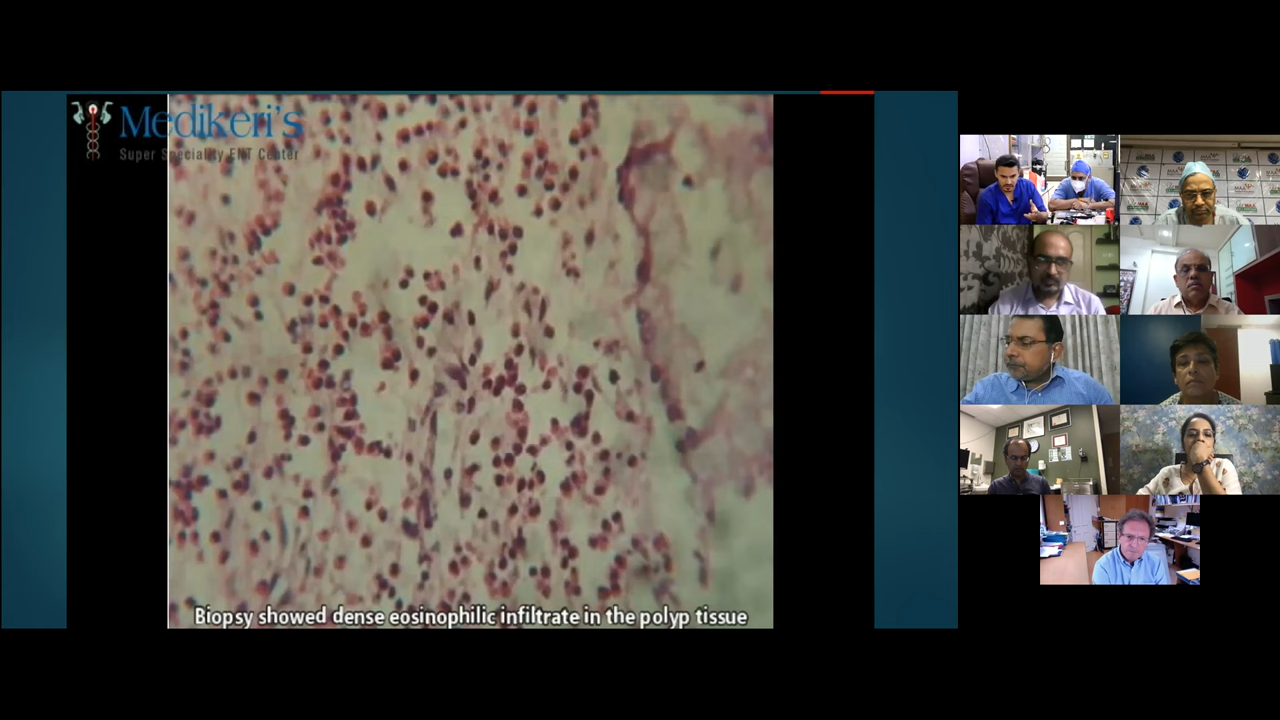 Medikeri's
Super Speciality ENT Center
Biopsy showed dense eosinophilic infiltrate in the polyp tissue